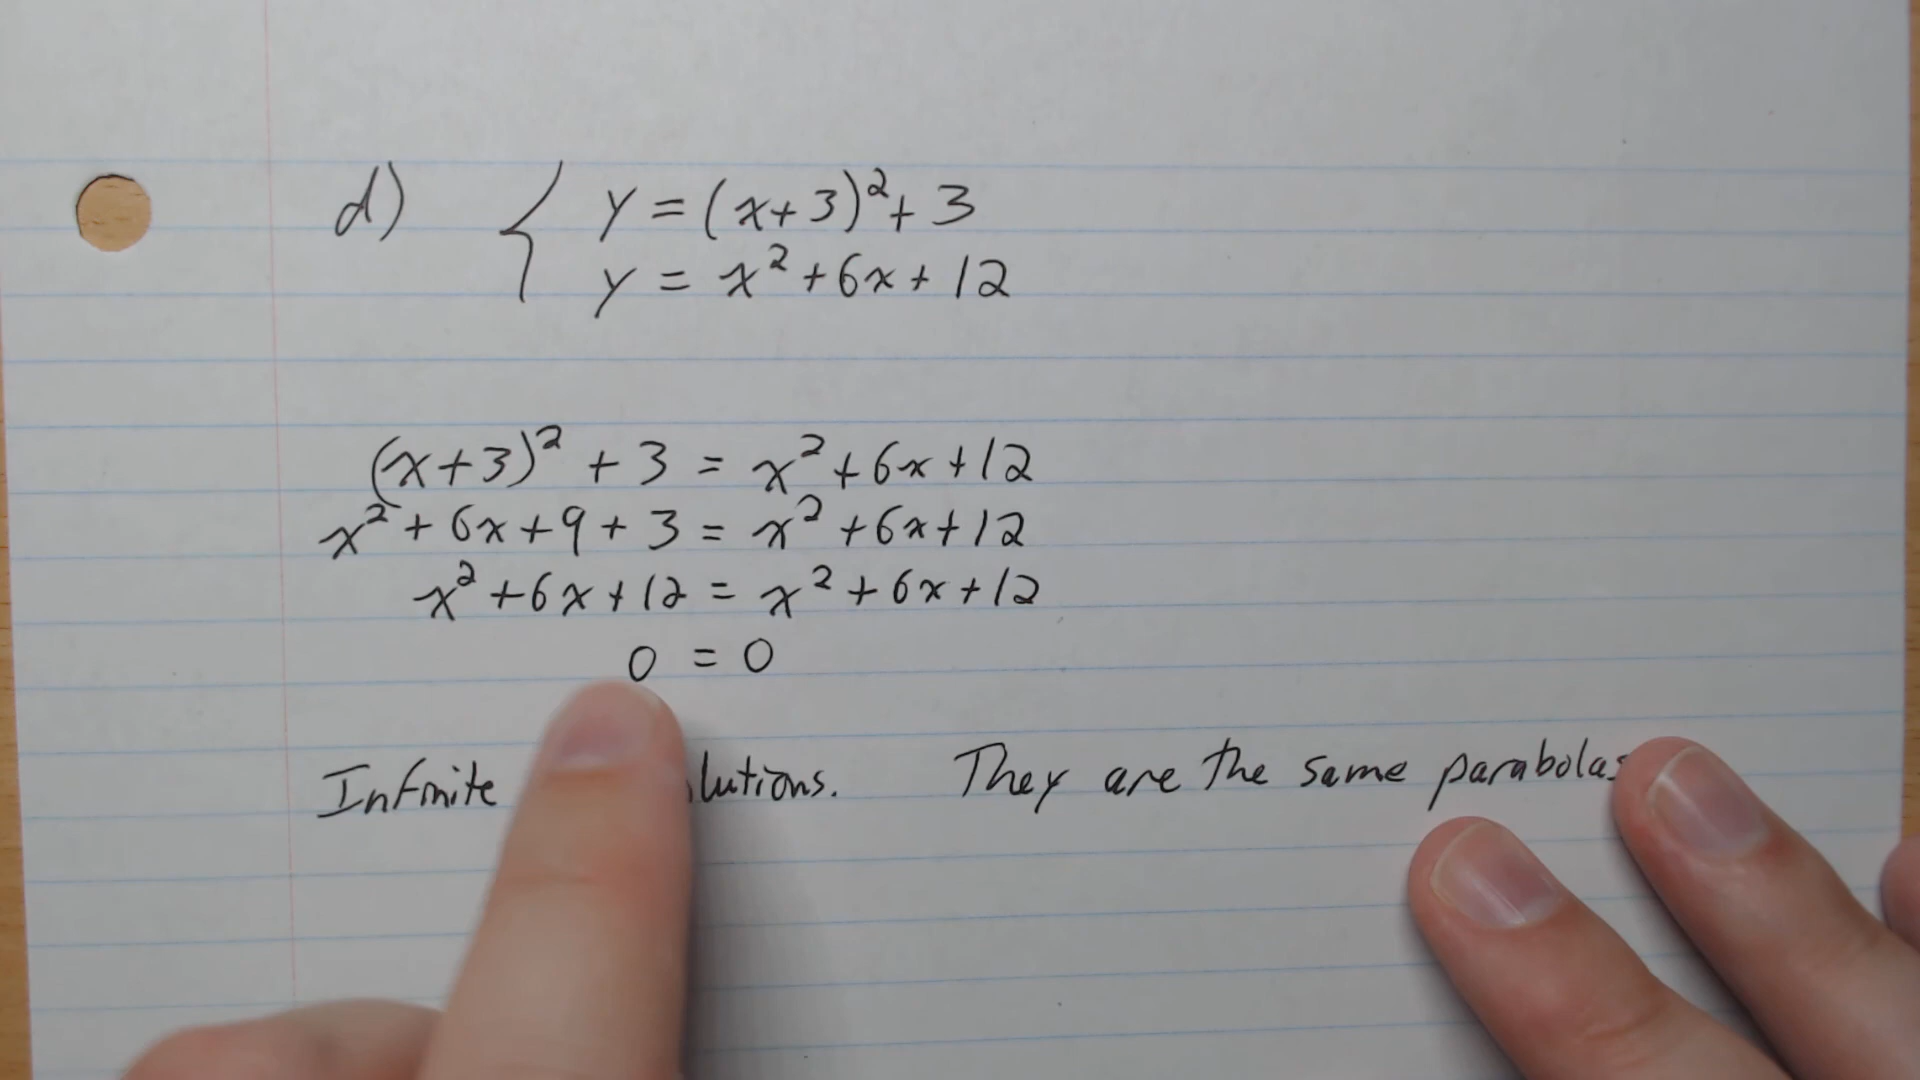 d) { y = (x+3)²+ 3
y = x² + 6x + 12
(x+3)² + 3 = x² + 6x + 12
x² + 6x + 9 + 3 = x² + 6x + 12
x² + 6x + 12 = x² + 6x + 12
0 = 0
Infinite lutions. They are the same parabolas